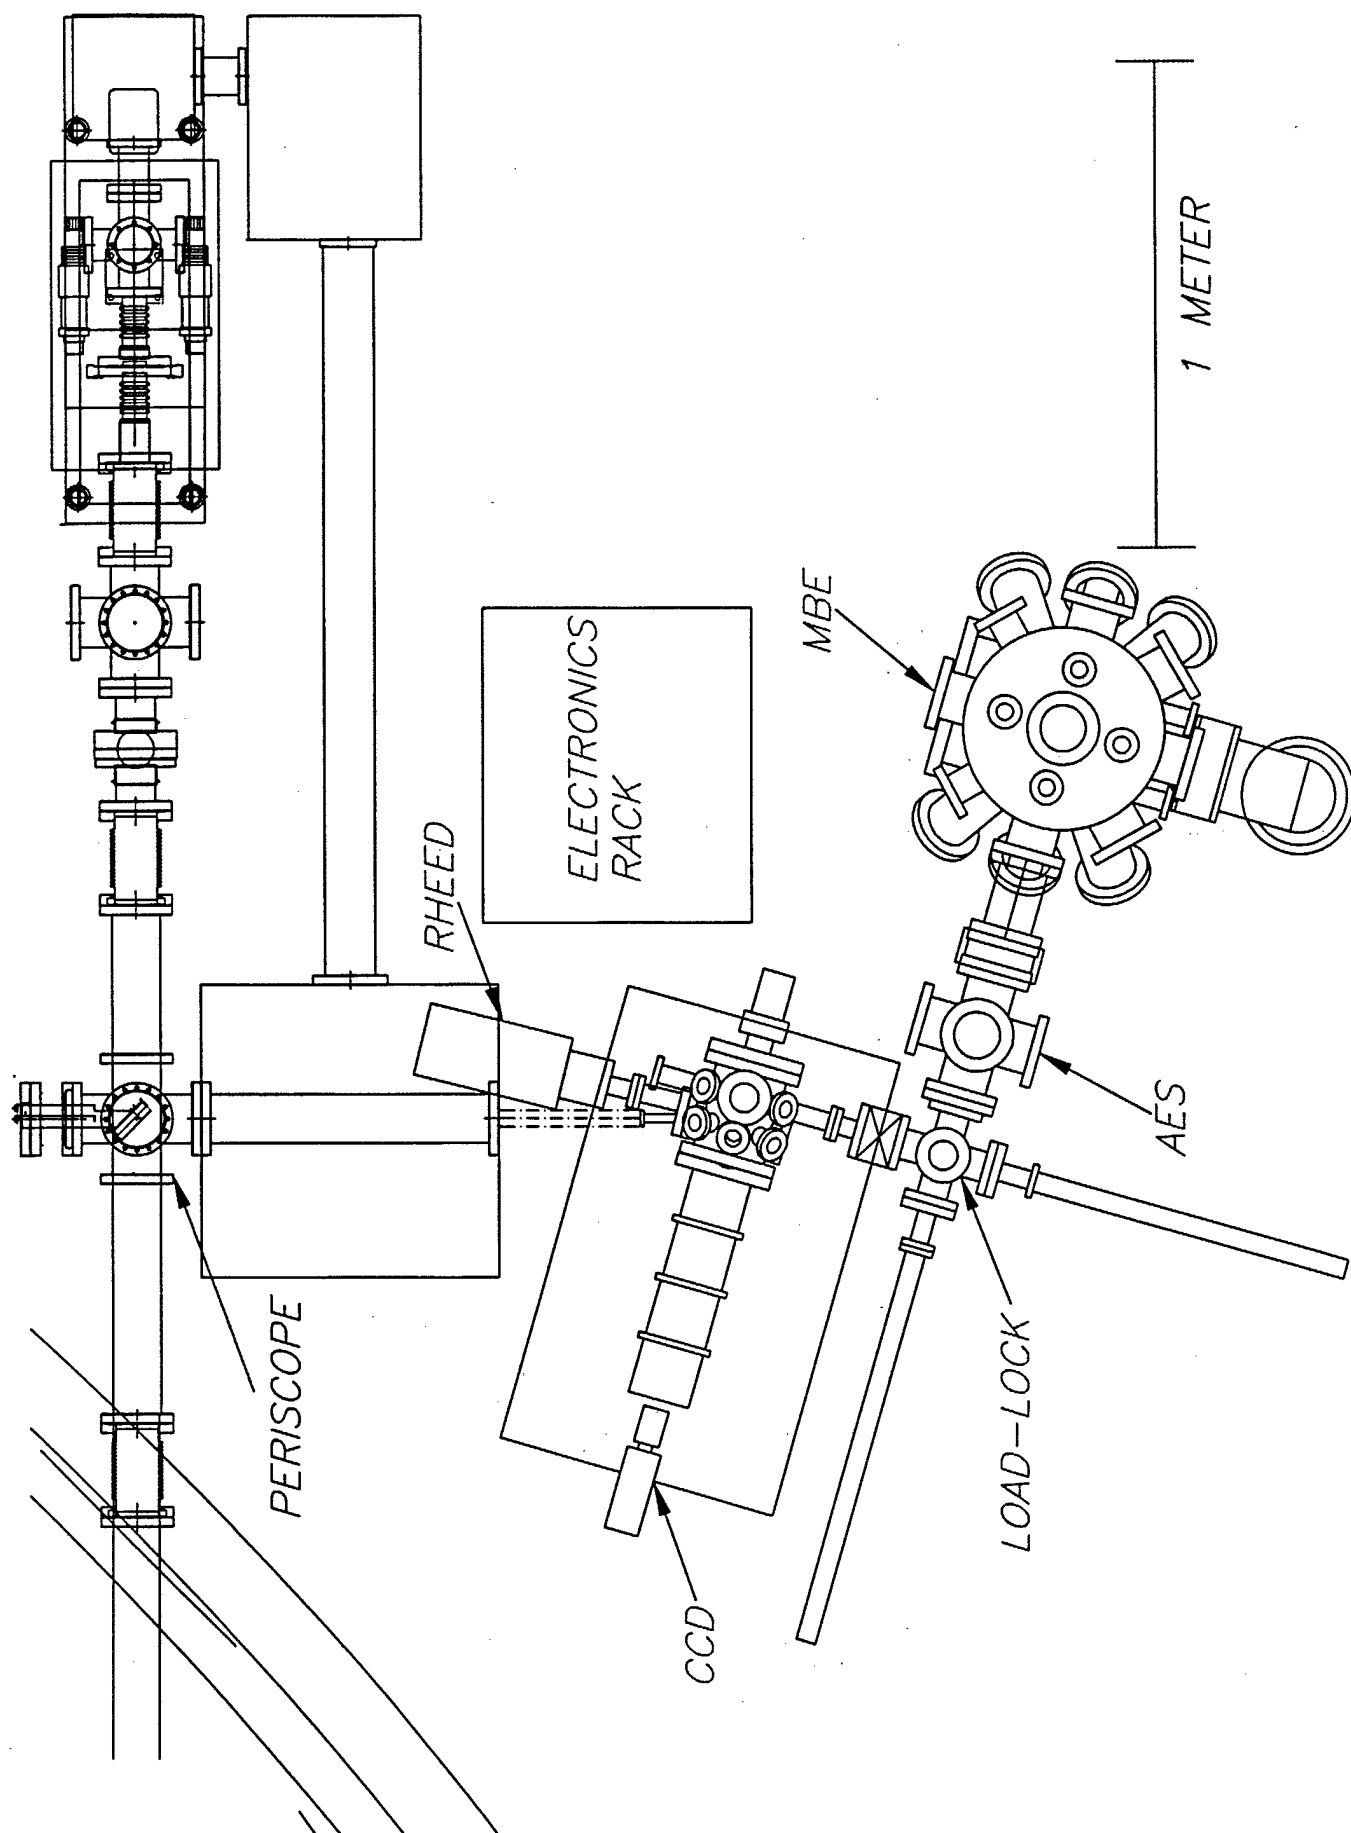 1 METER
MBE
ELECTRONICS
RACK
RHEED
AES
PERISCOPE
LOAD-LOCK
CCD